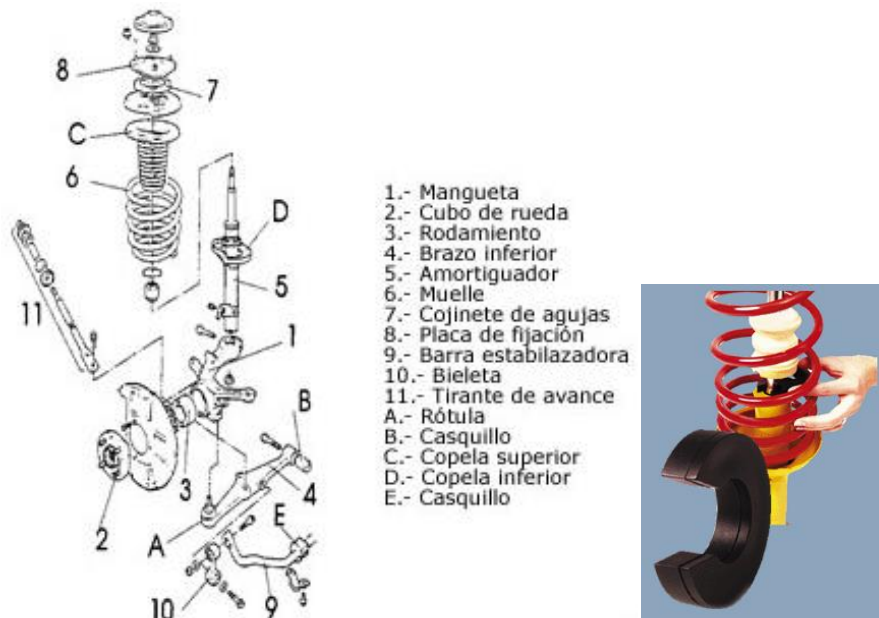 8
7
C
6
D
5
11
1
B
3
4
2
A
E
10
9
1.- Mangueta
2.- Cubo de rueda
3.- Rodamiento
4.- Brazo inferior
5.- Amortiguador
6.- Muelle
7.- Cojinete de agujas
8.- Placa de fijación
9.- Barra estabilazadora
10.- Bieleta
11.- Tirante de avance
A.- Rótula
B.- Casquillo
C.- Copela superior
D.- Copela inferior
E.- Casquillo